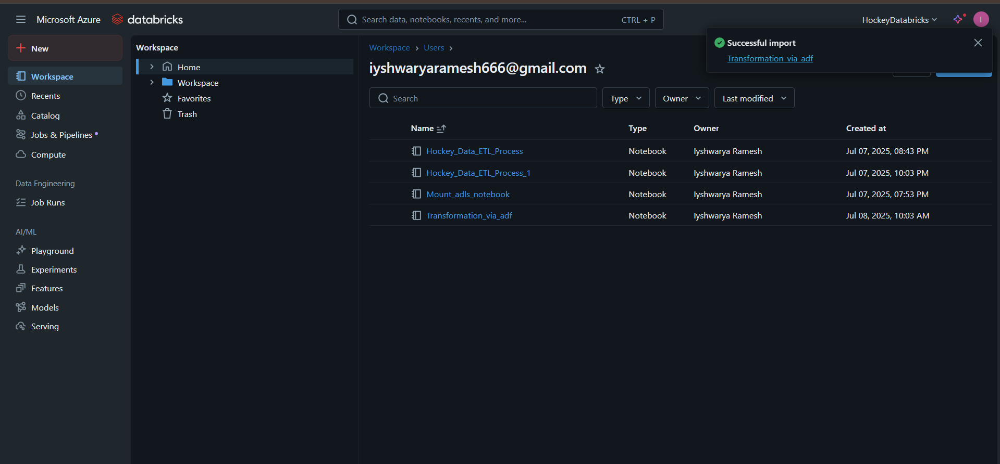 Microsoft Azure databricks
Search data, notebooks, recents, and more... CTRL + P
HockeyDatabricks I
Successful import
Transformation_via_adf
New
Workspace
Recents
Catalog
Jobs & Pipelines
Compute
Data Engineering
Job Runs
AI/ML
Playground
Experiments
Features
Models
Serving
Workspace
Home
Workspace
Favorites
Trash
Workspace > Users >
iyshwaryaramesh666@gmail.com
Search Type Owner Last modified
Name Type Owner Created at
Hockey_Data_ETL_Process Notebook Iyshwarya Ramesh Jul 07, 2025, 08:43 PM
Hockey_Data_ETL_Process_1 Notebook Iyshwarya Ramesh Jul 07, 2025, 10:03 PM
Mount_adls_notebook Notebook Iyshwarya Ramesh Jul 07, 2025, 07:53 PM
Transformation_via_adf Notebook Iyshwarya Ramesh Jul 08, 2025, 10:03 AM